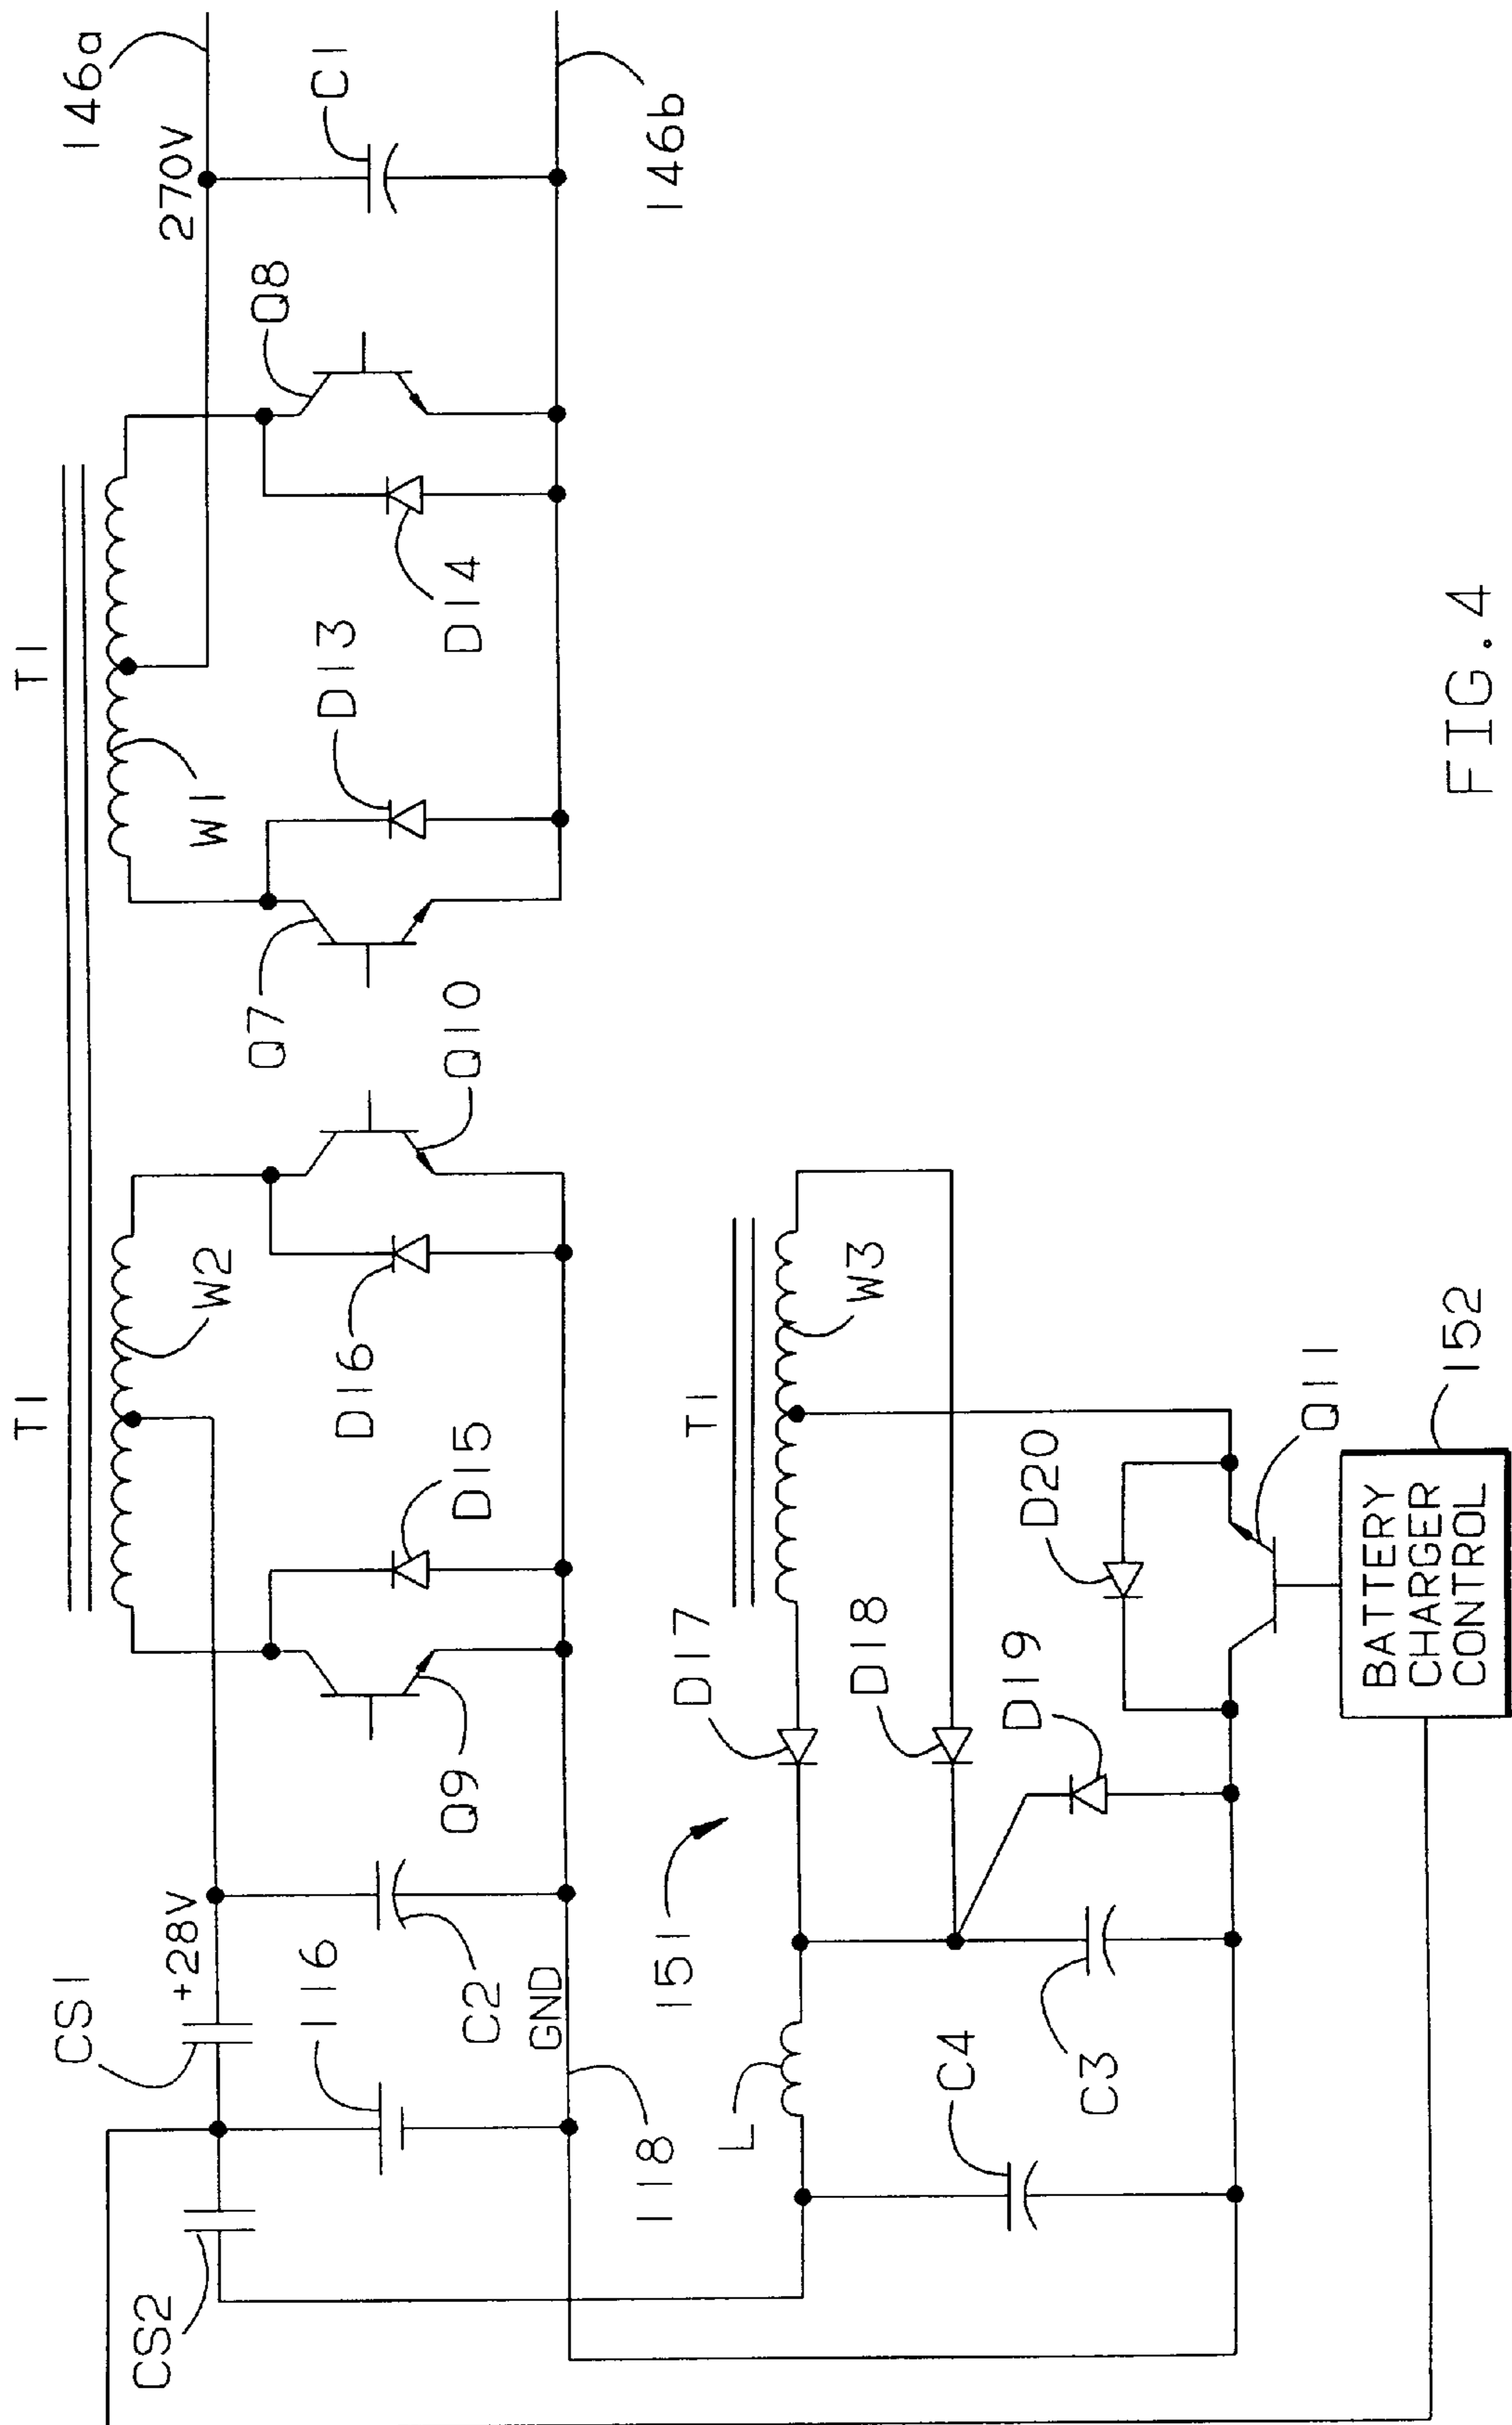 T1
T1
146a
270V
C1
Q8
D14
D13
W1
Q7
Q10
W2
D16
D15
Q9
+28V
CS1
116
C2
GND
118
CS2
146b
T1
W3
D17
D18
D19
D20
151
L
C4
C3
Q11
152
BATTERY
CHARGER
CONTROL
FIG.4